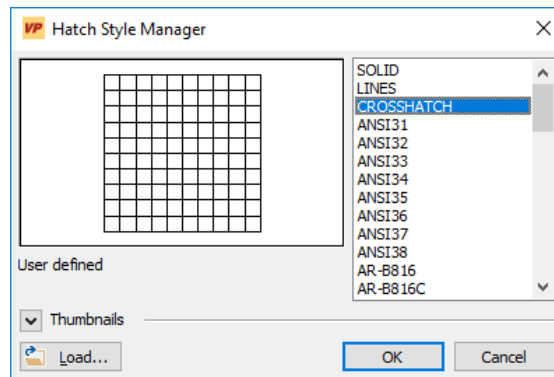 VP Hatch Style Manager
SOLID
LINES
CROSSHATCH
ANSI31
ANSI32
ANSI33
ANSI34
ANSI35
ANSI36
ANSI37
ANSI38
AR-B816
AR-B816C
User defined
Thumbnails
Load...
OK
Cancel